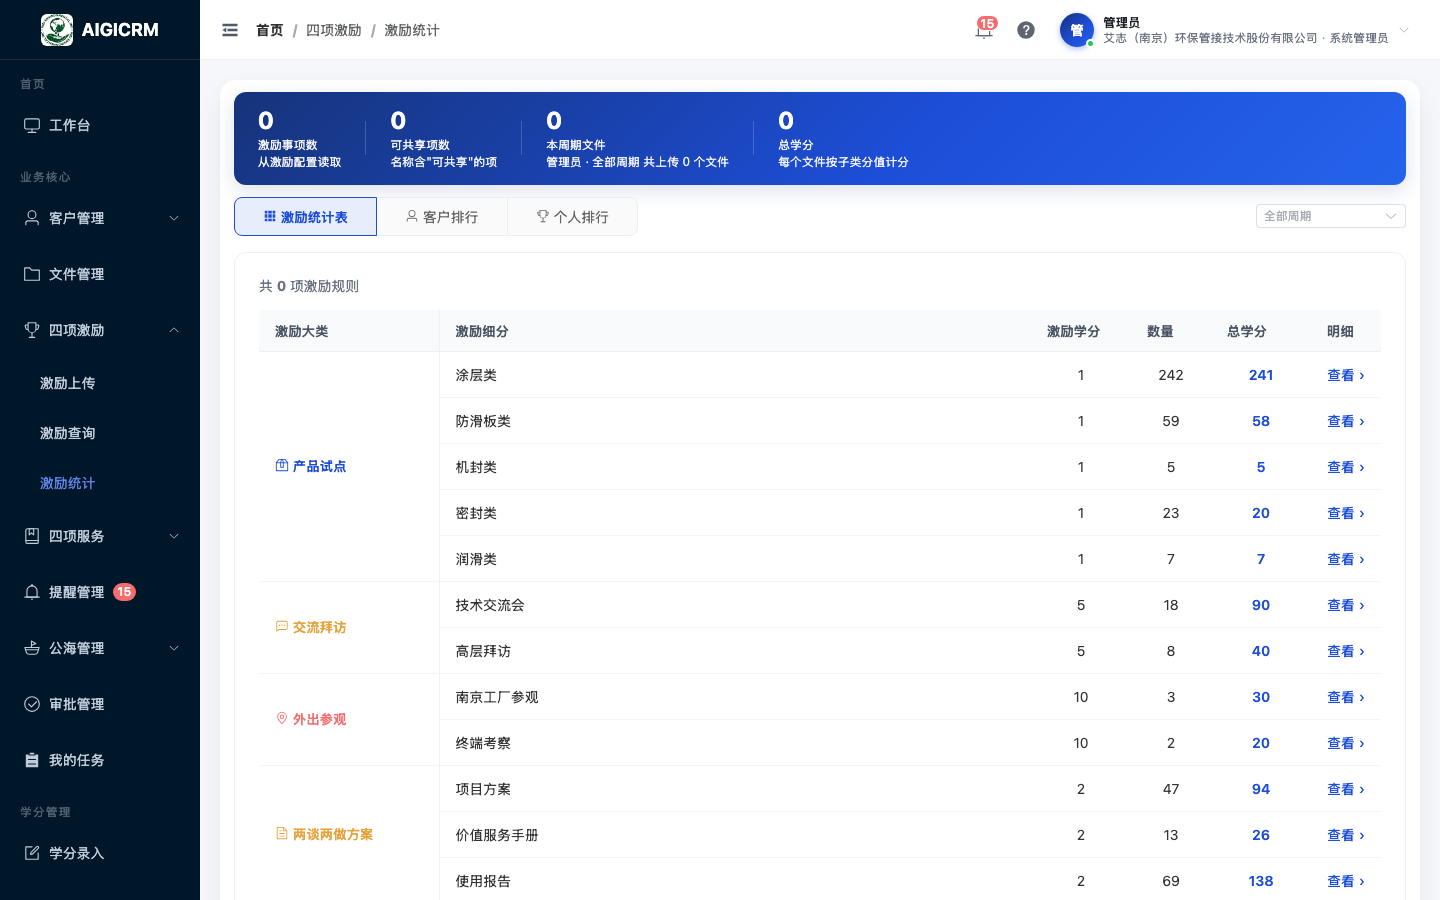 AIGICRM
首页 / 四项激励 / 激励统计
15
?
管
管理员
艾志（南京）环保管接技术股份有限公司 · 系统管理员
首页
工作台
业务核心
客户管理
文件管理
四项激励
激励上传
激励查询
激励统计
四项服务
提醒管理 15
公海管理
审批管理
我的任务
学分管理
学分录入
0
激励事项数
从激励配置读取
0
可共享项数
名称含"可共享"的项
0
本周期文件
管理员 · 全部周期 共上传 0 个文件
0
总学分
每个文件按子类分值计分
激励统计表 客户排行 个人排行
全部周期
共 0 项激励规则
激励大类 激励细分 激励学分 数量 总学分 明细
产品试点
涂层类 1 242 241 查看 ›
防滑板类 1 59 58 查看 ›
机封类 1 5 5 查看 ›
密封类 1 23 20 查看 ›
润滑类 1 7 7 查看 ›
交流拜访
技术交流会 5 18 90 查看 ›
高层拜访 5 8 40 查看 ›
外出参观
南京工厂参观 10 3 30 查看 ›
终端考察 10 2 20 查看 ›
两谈两做方案
项目方案 2 47 94 查看 ›
价值服务手册 2 13 26 查看 ›
使用报告 2 69 138 查看 ›